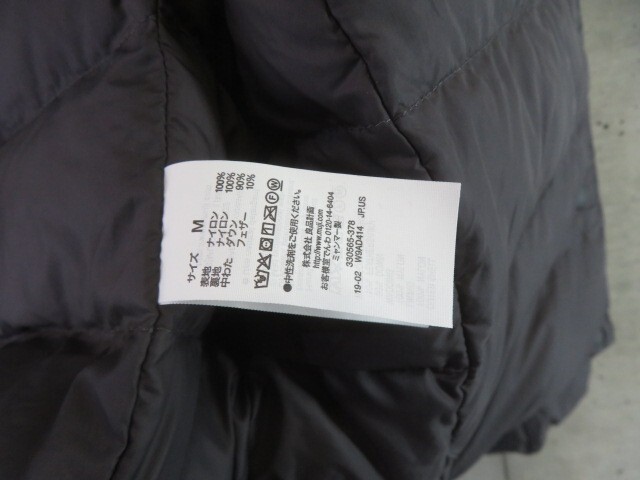 サイズ M
表地 ナイロン 100%
裏地 ナイロン 100%
中わた ダウン 90%
フェザー 10%
●中性洗剤をご使用ください。
株式会社 良品計画
http://www.muji.com
お客様室でんわ 0120-14-6404
ミャンマー製
330565-378
19-02 W9AD414 JP.US